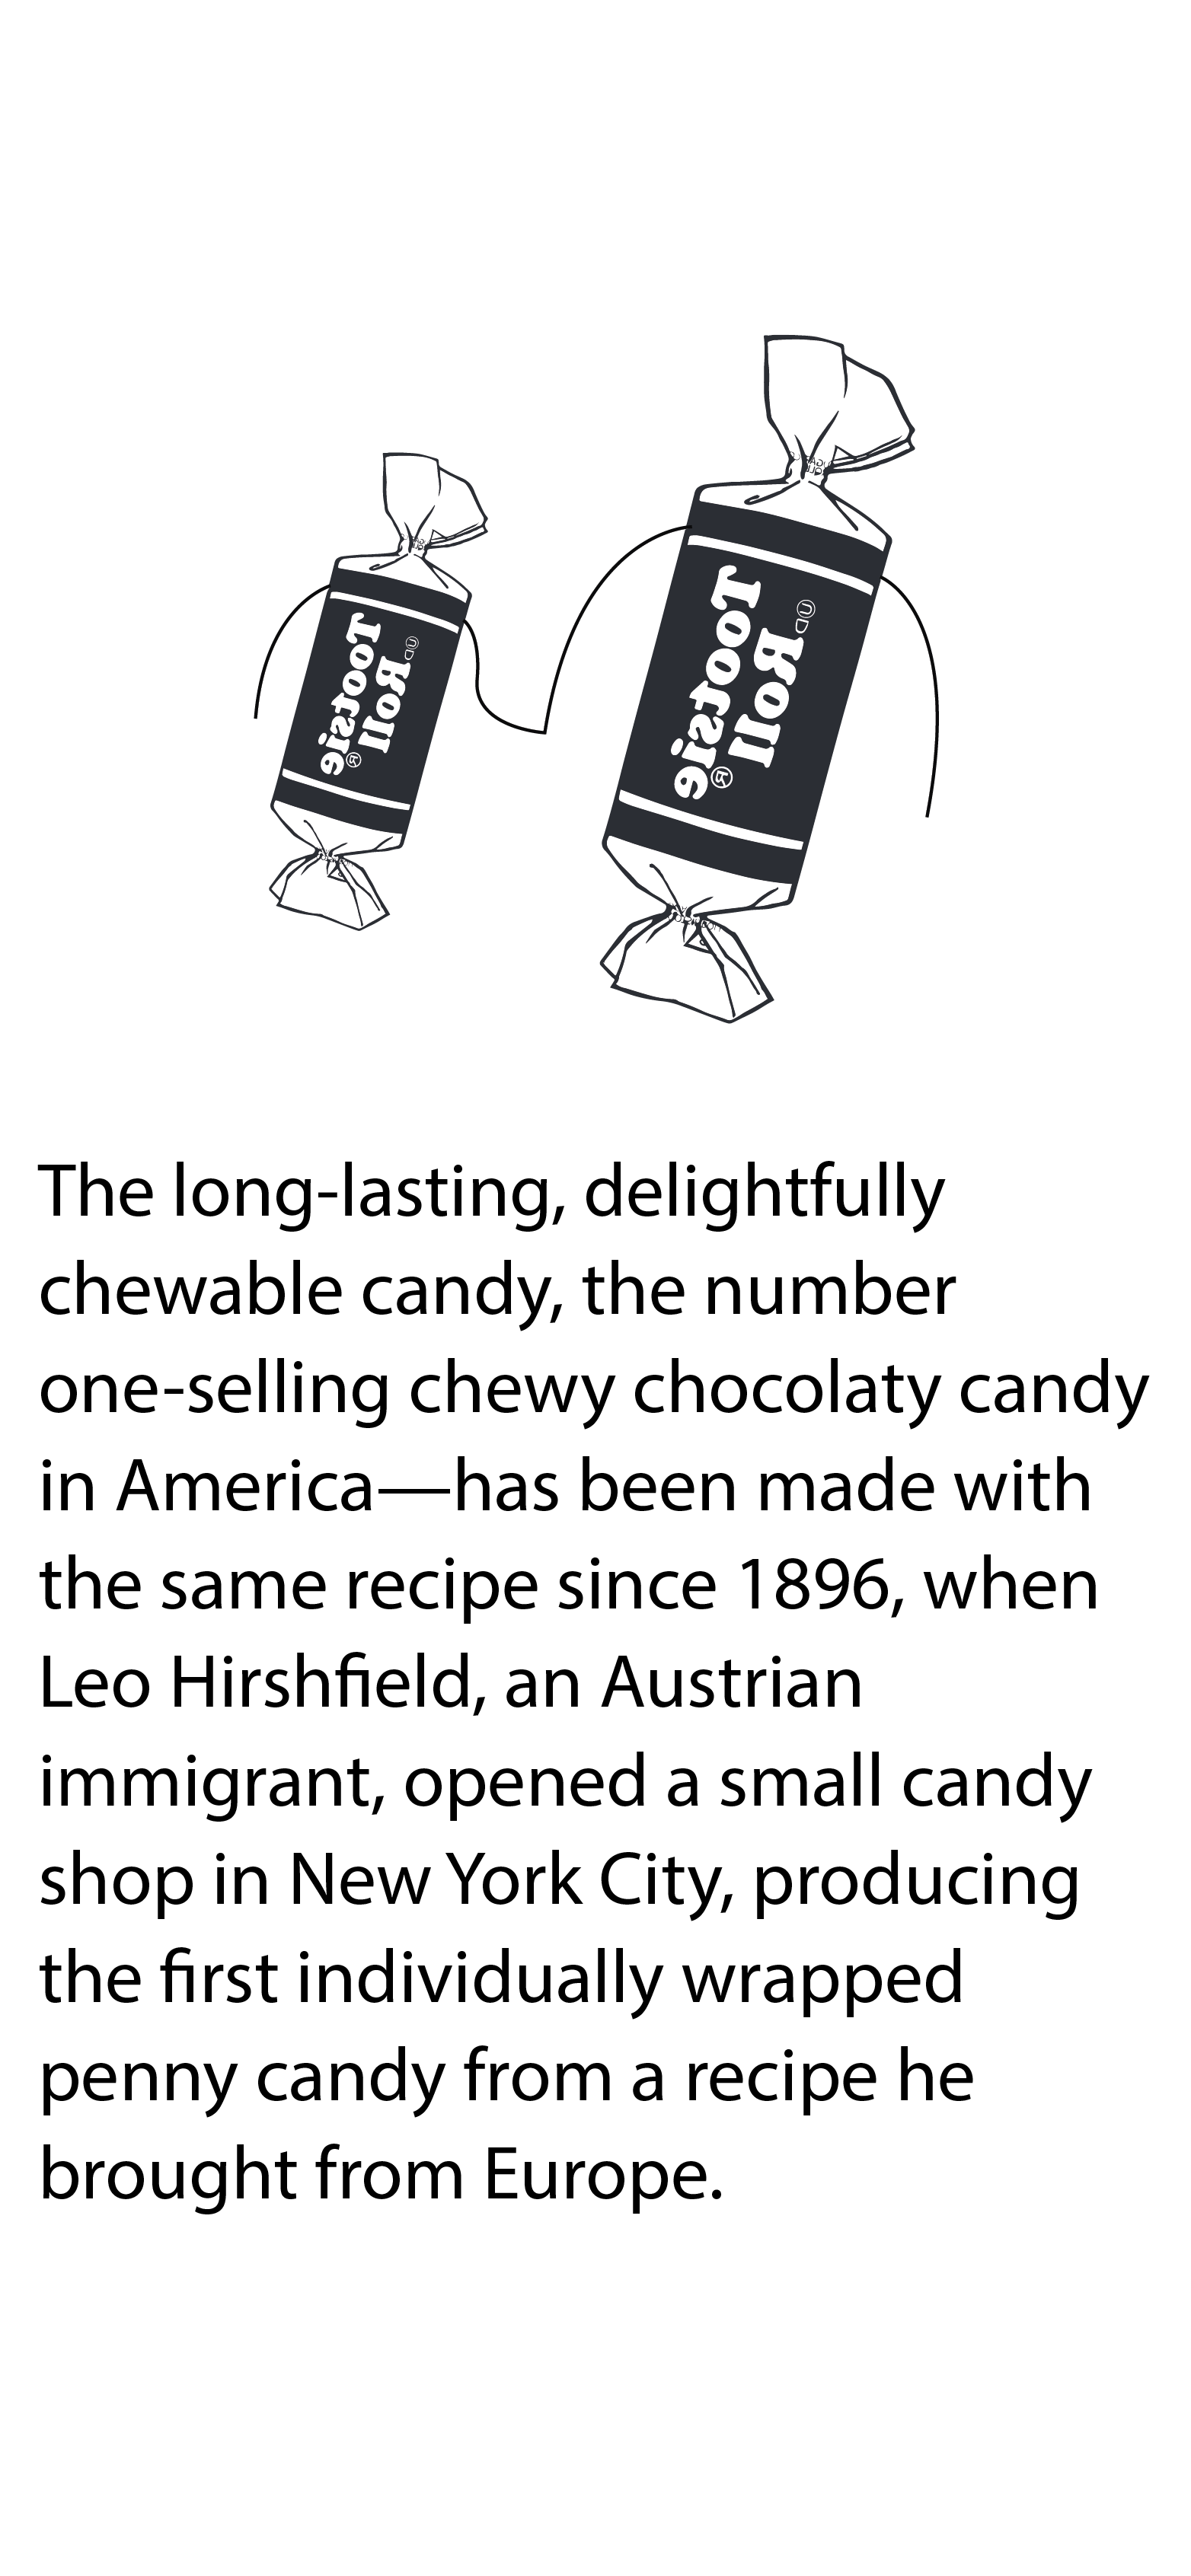 Tootsie
Roll
®
Ⓤ D
Tootsie
Roll
®
Ⓤ D
The long-lasting, delightfully
chewable candy, the number
one-selling chewy chocolaty candy
in America—has been made with
the same recipe since 1896, when
Leo Hirshfield, an Austrian
immigrant, opened a small candy
shop in New York City, producing
the first individually wrapped
penny candy from a recipe he
brought from Europe.